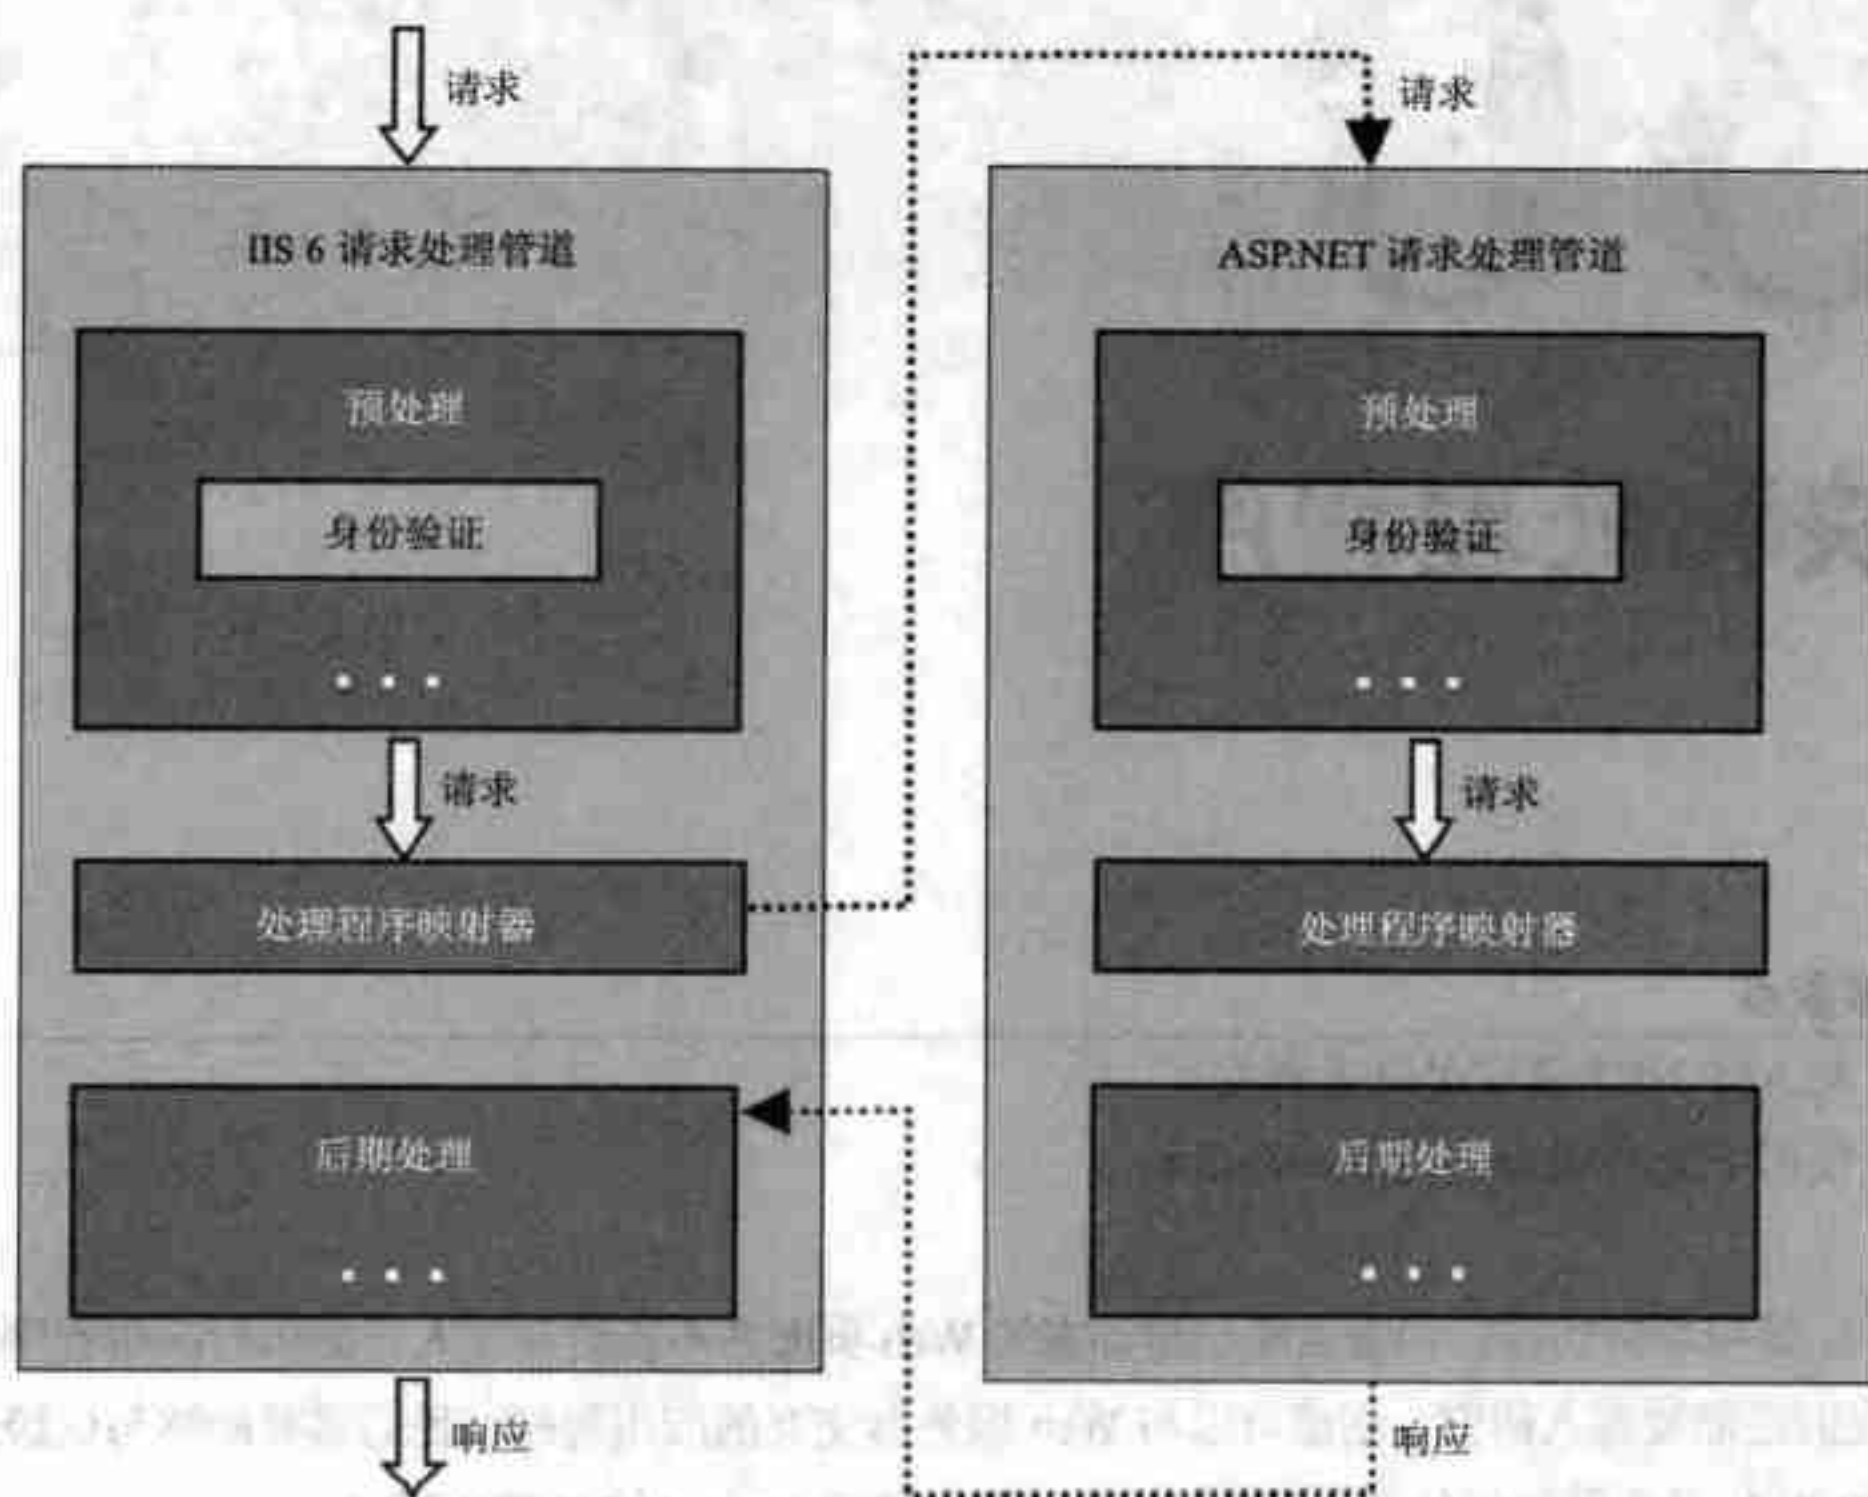 请求
IIS 6 请求处理管道
预处理
身份验证
请求
处理程序映射器
后期处理
响应
请求
ASP.NET 请求处理管道
预处理
身份验证
请求
处理程序映射器
后期处理
响应